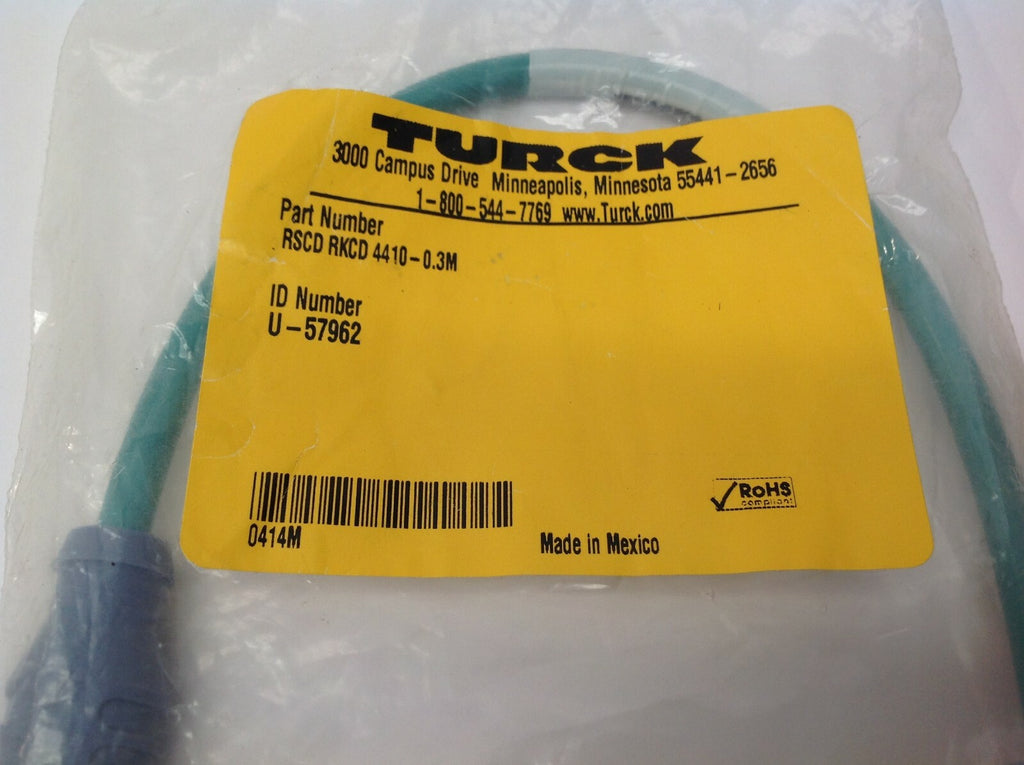 TURCK
3000 Campus Drive Minneapolis, Minnesota 55441-2656
1-800-544-7769 www.Turck.com
Part Number
RSCD RKCD 4410-0.3M
ID Number
U-57962
0414M
RoHS
compliant
Made in Mexico